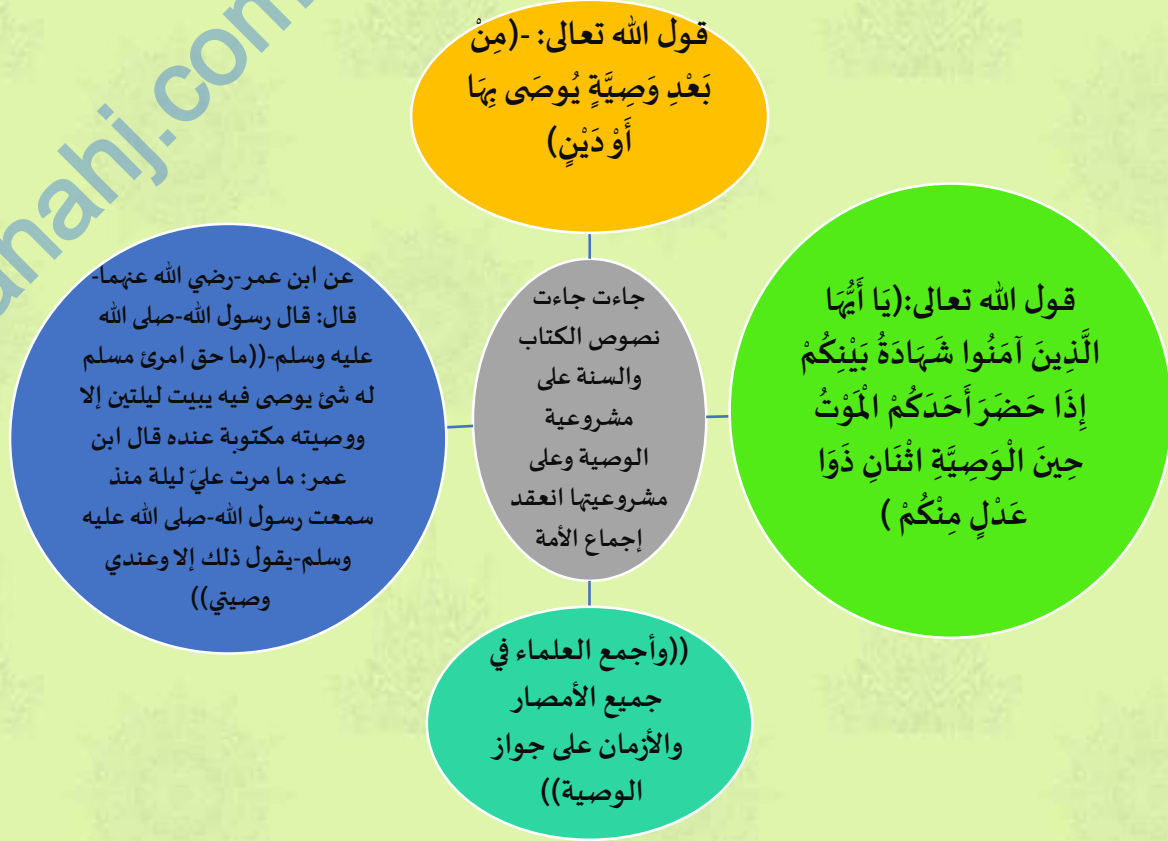 قول الله تعالى: -(مِنْ
بَعْدِ وَصِيَّةٍ يُوصَى بِهَا
أَوْ دَيْنٍ)
قول الله تعالى:(يَا أَيُّهَا
الَّذِينَ آمَنُوا شَهَادَةُ بَيْنِكُمْ
إِذَا حَضَرَ أَحَدَكُمْ الْمَوْتُ
حِينَ الْوَصِيَّةِ اثْنَانِ ذَوَا
عَدْلٍ مِنْكُمْ )
جاءت جاءت
نصوص الكتاب
والسنة على
مشروعية
الوصية وعلى
مشروعيتها انعقد
إجماع الأمة
عن ابن عمر-رضي الله عنهما-
قال: قال رسول الله-صلى الله
عليه وسلم-((ما حق امرئ مسلم
له شئ يوصى فيه يبيت ليلتين إلا
ووصيته مكتوبة عنده قال ابن
عمر: ما مرت عليّ ليلة منذ
سمعت رسول الله-صلى الله عليه
وسلم-يقول ذلك إلا وعندي
وصيتي))
((وأجمع العلماء في
جميع الأمصار
والأزمان على جواز
الوصية))
anahj.com